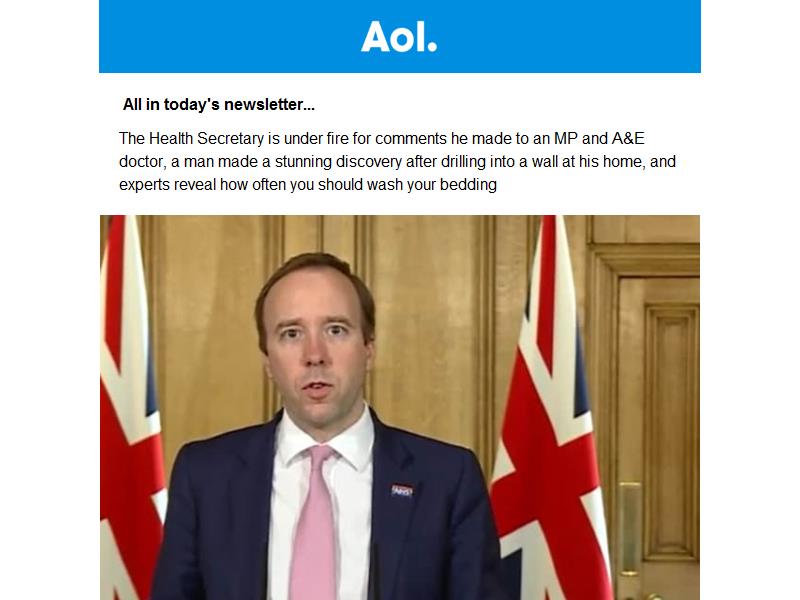 Aol.
All in today's newsletter...
The Health Secretary is under fire for comments he made to an MP and A&E
doctor, a man made a stunning discovery after drilling into a wall at his home, and
experts reveal how often you should wash your bedding
NHS